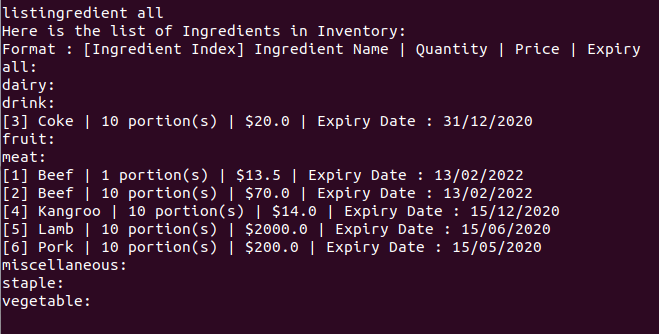 listingredient all
Here is the list of Ingredients in Inventory:
Format : [Ingredient Index] Ingredient Name | Quantity | Price | Expiry
all:
dairy:
drink:
[3] Coke | 10 portion(s) | $20.0 | Expiry Date : 31/12/2020
fruit:
meat:
[1] Beef | 1 portion(s) | $13.5 | Expiry Date : 13/02/2022
[2] Beef | 10 portion(s) | $70.0 | Expiry Date : 13/02/2022
[4] Kangroo | 10 portion(s) | $14.0 | Expiry Date : 15/12/2020
[5] Lamb | 10 portion(s) | $2000.0 | Expiry Date : 15/06/2020
[6] Pork | 10 portion(s) | $200.0 | Expiry Date : 15/05/2020
miscellaneous:
staple:
vegetable: